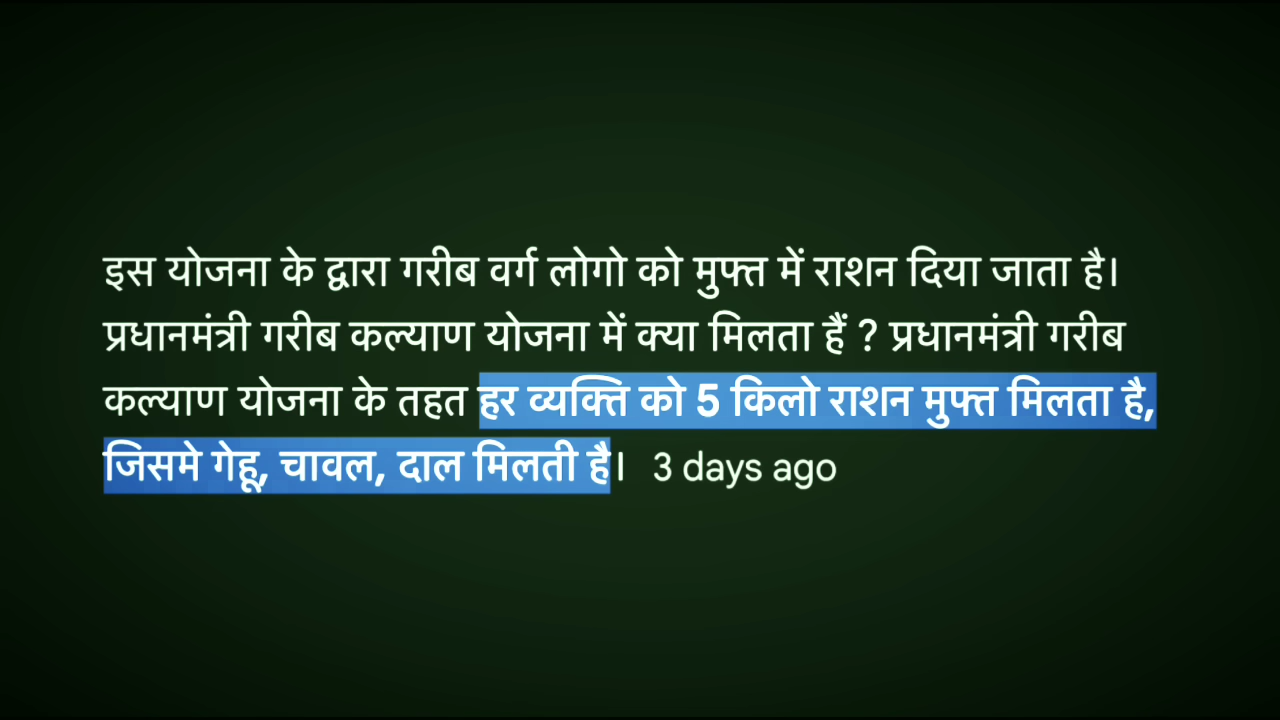 इस योजना के द्वारा गरीब वर्ग लोगो को मुफ्त में राशन दिया जाता है।
प्रधानमंत्री गरीब कल्याण योजना में क्या मिलता हैं ? प्रधानमंत्री गरीब
कल्याण योजना के तहत हर व्यक्ति को 5 किलो राशन मुफ्त मिलता है,
जिसमे गेहू, चावल, दाल मिलती है। 3 days ago